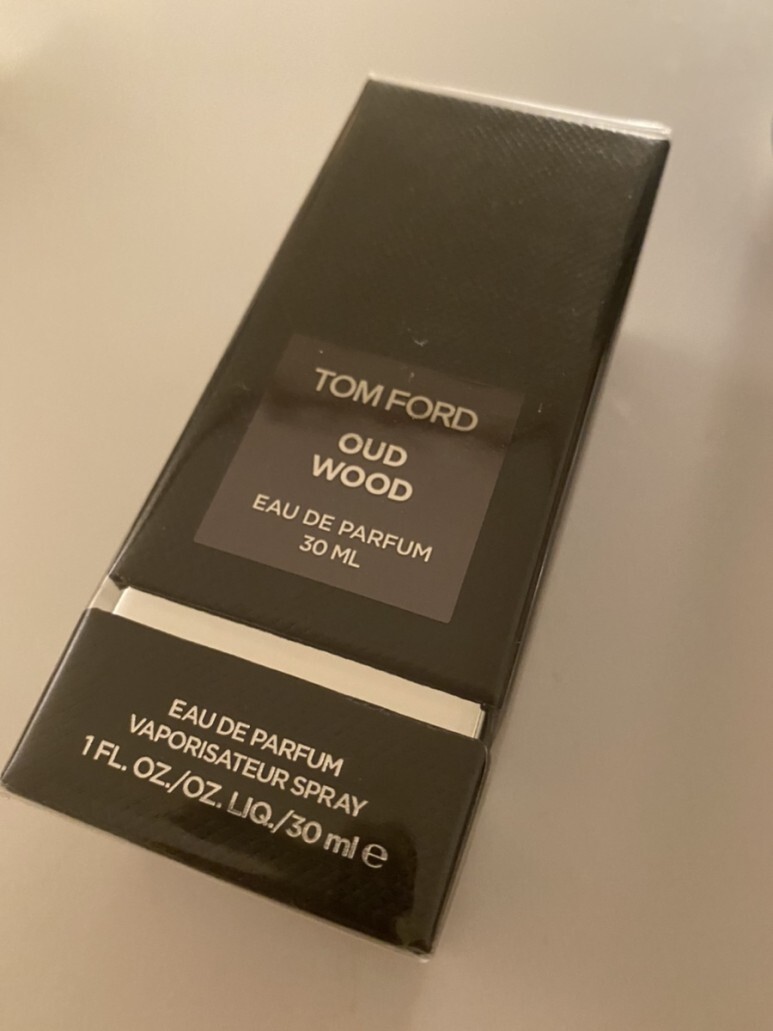 TOM FORD
OUD
WOOD
EAU DE PARFUM
30 ML
EAU DE PARFUM
VAPORISATEUR SPRAY
1 FL. OZ./OZ. LIQ./30 ml ℮